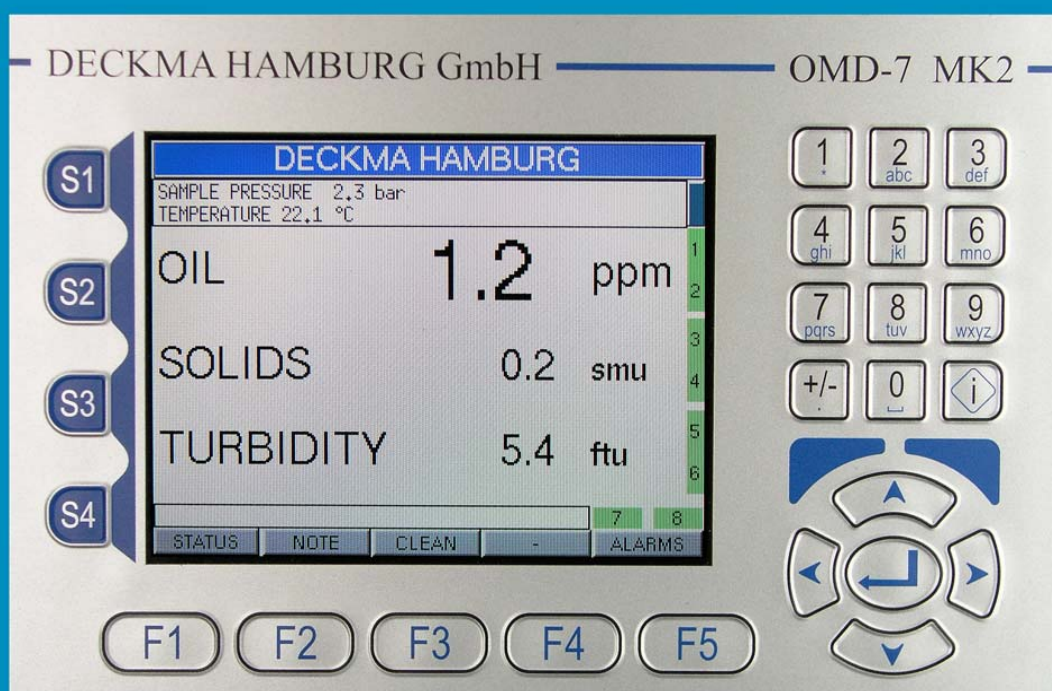 DECKMA HAMBURG GmbH
OMD-7 MK2
S1
S2
S3
S4
DECKMA HAMBURG
SAMPLE PRESSURE 2.3 bar
TEMPERATURE 22.1 °C
OIL 1.2 ppm
SOLIDS 0.2 smu
TURBIDITY 5.4 ftu
1
2
3
4
5
6
7 8
STATUS NOTE CLEAN - ALARMS
F1 F2 F3 F4 F5
1 2 3
* abc def
4 5 6
ghi jkl mno
7 8 9
pqrs tuv wxyz
+/- 0 i
.